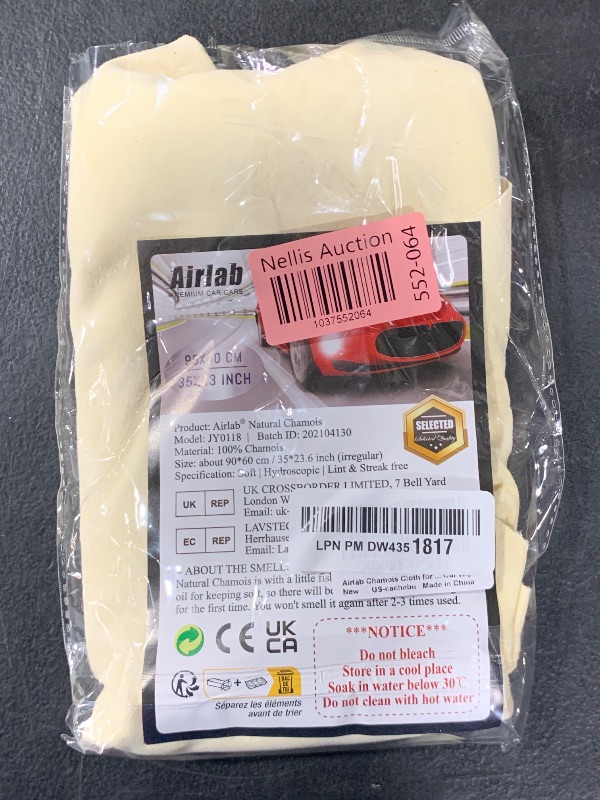 Nellis Auction
1037552064
552-064
Airlab
PREMIUM CAR CARE
CM
35 INCH
Product: Airlab® Natural Chamois
Model: JY0118 | Batch ID: 202104130
Material: 100% Chamois
Size: about 90*60 cm / 35*23.6 inch (irregular)
Specification: Soft | Hydroscopic | Lint & Streak free
SELECTED
Selected Quality
UK REP
UK CROSSBORDER LIMITED, 7 Bell Yard
London W
Email: uk-
EC REP
LAVSTEC
Herrhause
Email: La
LPN PM DW435 1817
Airlab Chamois Cloth for ...
New US-cachebu Made in China
ABOUT THE SMELL:
Natural Chamois is with a little fis
oil for keeping soft, so there will b
for the first time. You won't smell it again after 2-3 times used.
CE UK
CA
***NOTICE***
Do not bleach
Store in a cool place
Soak in water below 30℃
Do not clean with hot water
Séparez les éléments
avant de trier